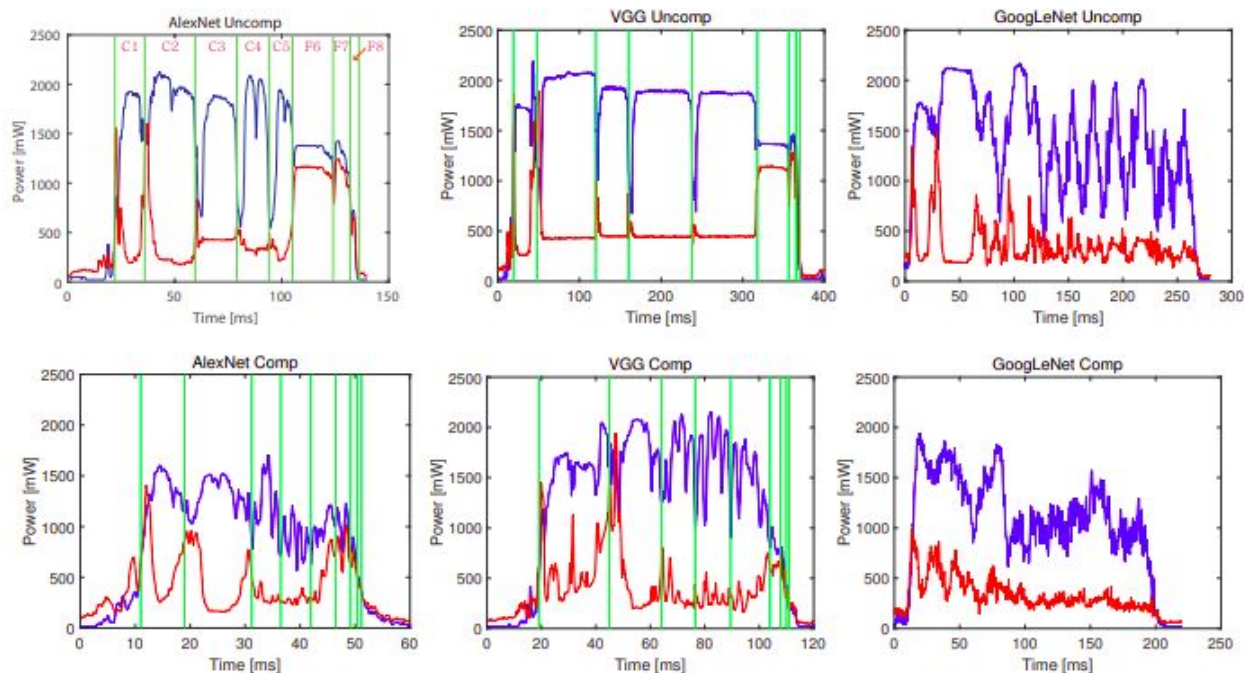 AlexNet Uncomp
2500
2000
1500
1000
500
0
Power [mW]
C1 C2 C3 C4 C5 F6 F7 F8
0 50 100 150
Time [ms]
VGG Uncomp
2500
2000
1500
1000
500
0
Power [mW]
0 100 200 300 400
Time [ms]
GoogLeNet Uncomp
2500
2000
1500
1000
500
0
Power [mW]
0 50 100 150 200 250 300
Time [ms]
AlexNet Comp
2500
2000
1500
1000
500
0
Power [mW]
0 10 20 30 40 50 60
Time [ms]
VGG Comp
2500
2000
1500
1000
500
0
Power [mW]
0 20 40 60 80 100 120
Time [ms]
GoogLeNet Comp
2500
2000
1500
1000
500
0
Power [mW]
0 50 100 150 200 250
Time [ms]